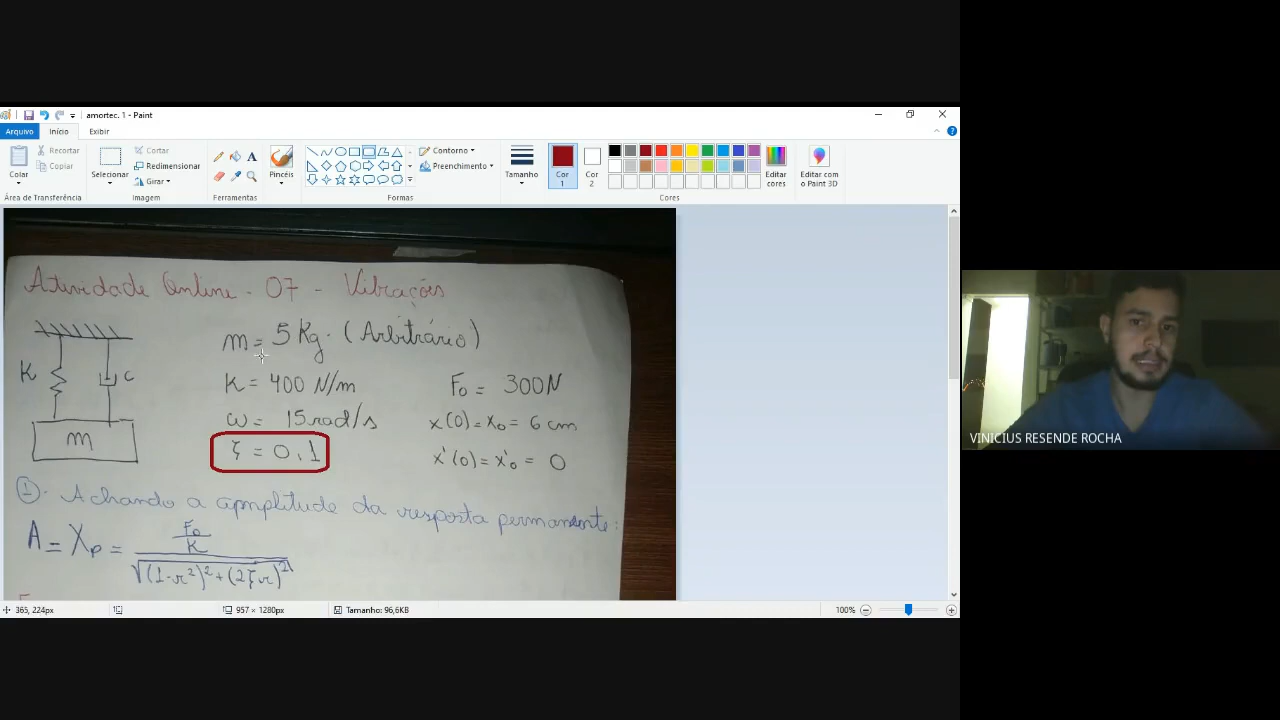 amortec. 1 - Paint
Arquivo Início Exibir
Colar
Recortar
Copiar
Área de Transferência
Selecionar
Cortar
Redimensionar
Girar
Imagem
A
Ferramentas
Pincéis
Contorno
Preenchimento
Formas
Tamanho
Cor 1
Cor 2
Cores
Editar cores
Editar com o Paint 3D
Atividade Online - 07 - Vibrações
K
c
m
m = 5 Kg. (Arbitrário)
K = 400 N/m
ω = 15 rad/s
ζ = 0,1
F₀ = 300N
x(0) = x₀ = 6 cm
x'(0) = x'₀ = 0
①. Achando a apmplitude da resposta permanente:
A = Xp = F₀/K / √(1-r²)²+(2ζr)²
VINICIUS RESENDE ROCHA
365, 224px
957 × 1280px
Tamanho: 96,6KB
100%